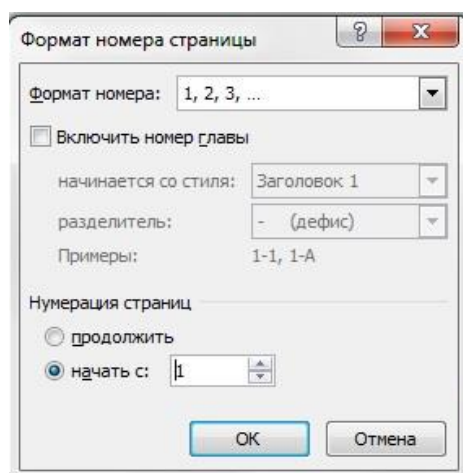 Формат номера страницы
Формат номера: 1, 2, 3, ...
Включить номер главы
начинается со стиля: Заголовок 1
разделитель: - (дефис)
Примеры: 1-1, 1-A
Нумерация страниц
продолжить
начать с: 1
ОК Отмена